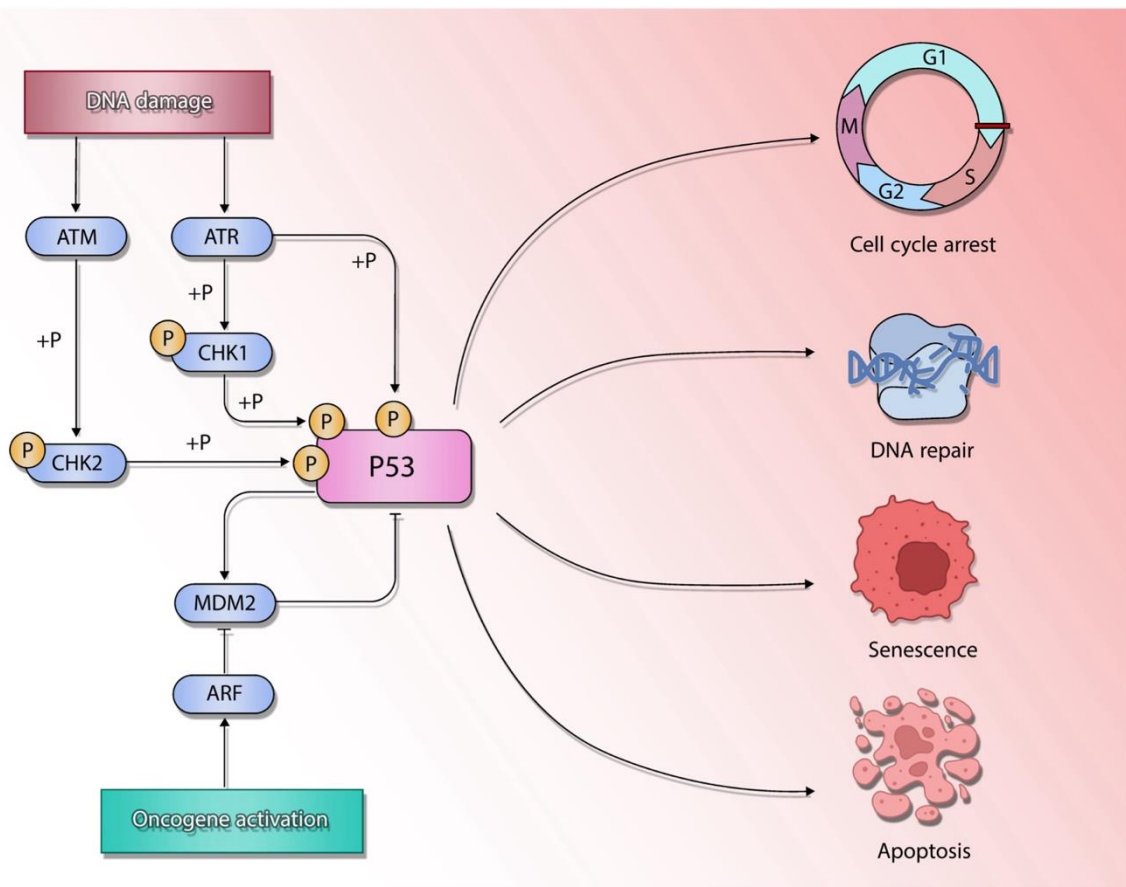 DNA damage
G1
M
S
G2
ATM
ATR
Cell cycle arrest
+P
+P
+P
P
CHK1
+P
P
P
P
CHK2
+P
P
P53
DNA repair
MDM2
Senescence
ARF
Oncogene activation
Apoptosis